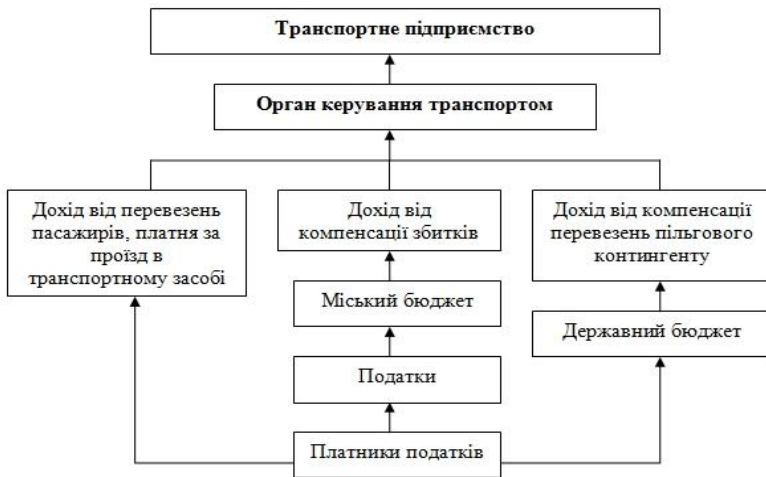 Транспортне підприємство
Орган керування транспортом
Дохід від перевезень
пасажирів, платня за
проїзд в
транспортному засобі
Дохід від
компенсації збитків
Дохід від компенсації
перевезень пільгового
контингенту
Міський бюджет
Державний бюджет
Податки
Платники податків